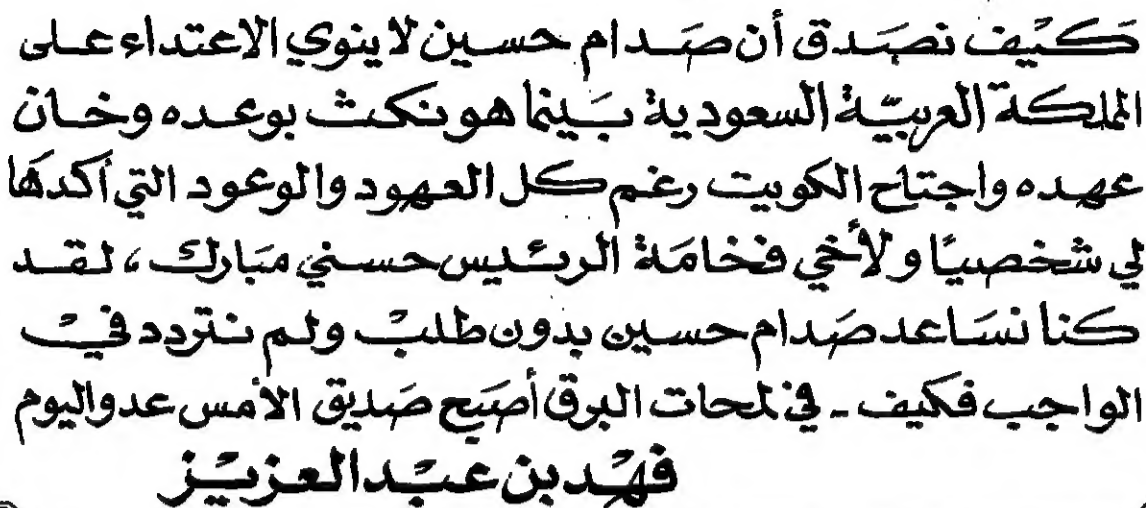 كيف نصدق أن صدام حسين لا ينوي الاعتداء على
المملكة العربية السعودية بينما هو نكث بوعده وخان
عهده واجتاح الكويت رغم كل العهود والوعود التي أكدها
لي شخصيًا ولأخي فخامة الرئيس حسني مبارك، لقد
كنا نساعد صدام حسين بدون طلب ولم نتردد في
الواجب فكيف - في لمحات البرق أصبح صديق الأمس عدو اليوم
فهد بن عبد العزيز